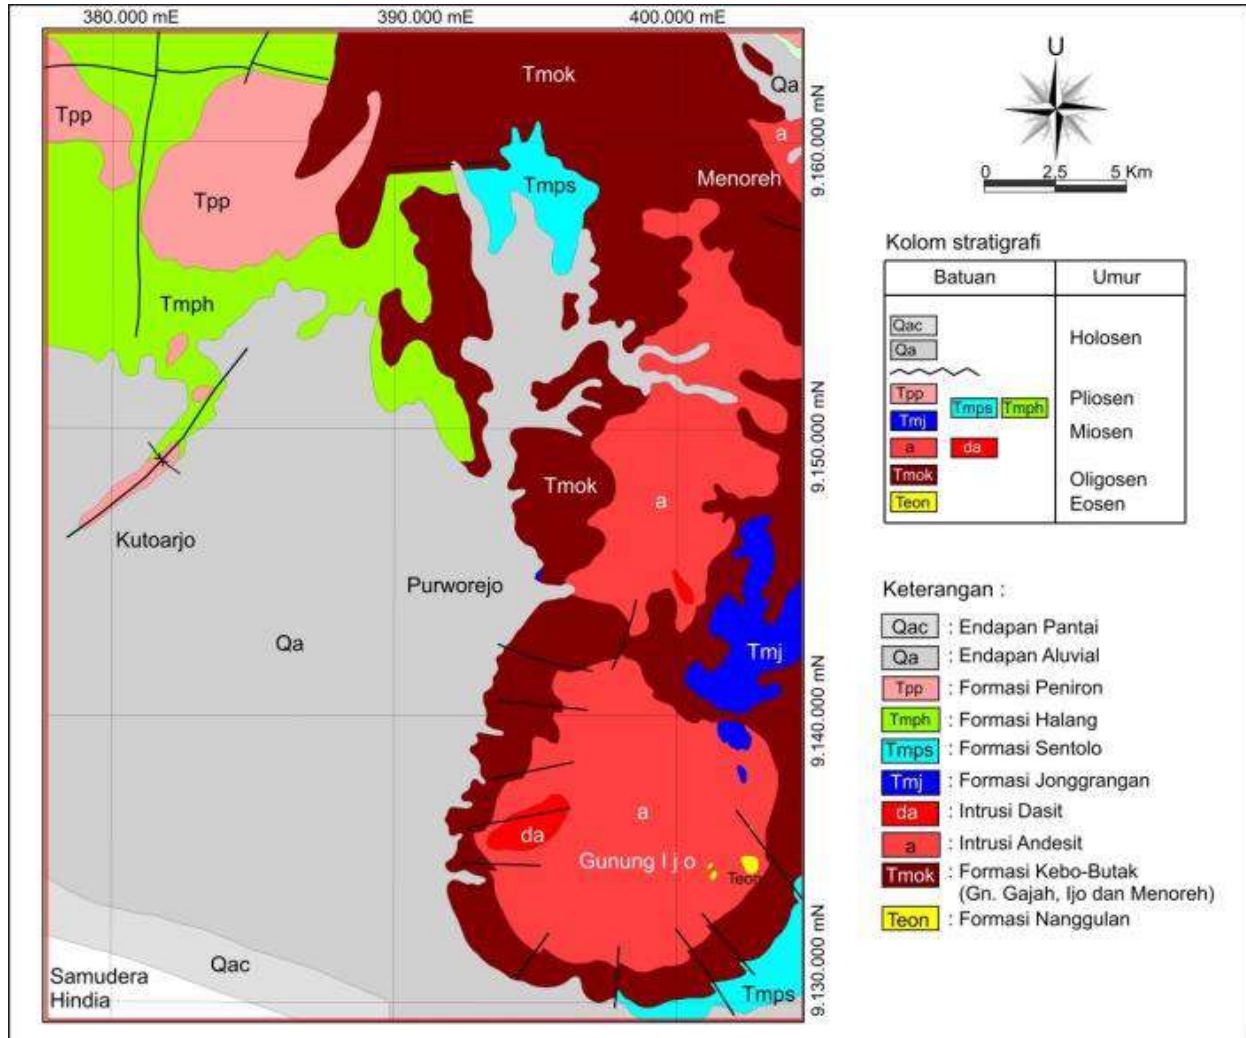 380.000 mE 390.000 mE 400.000 mE
Tmok
Qa
Tpp
a
9.160.000 mN
Tmps
Menoreh
Tpp
Tmph
9.150.000 mN
Tmok
a
Kutoarjo
Purworejo
Qa
Tmj
9.140.000 mN
a
da
Gunung I j o
Teon
9.130.000 mN
Qac
Samudera
Hindia
Tmps
U
0 2,5 5 Km
Kolom stratigrafi
Batuan Umur
Qac
Holosen
Qa
Tpp Pliosen
Tmps Tmph
Tmj Miosen
a da
Tmok Oligosen
Teon Eosen
Keterangan :
Qac : Endapan Pantai
Qa : Endapan Aluvial
Tpp : Formasi Peniron
Tmph : Formasi Halang
Tmps : Formasi Sentolo
Tmj : Formasi Jonggrangan
da : Intrusi Dasit
a : Intrusi Andesit
Tmok : Formasi Kebo-Butak
(Gn. Gajah, Ijo dan Menoreh)
Teon : Formasi Nanggulan